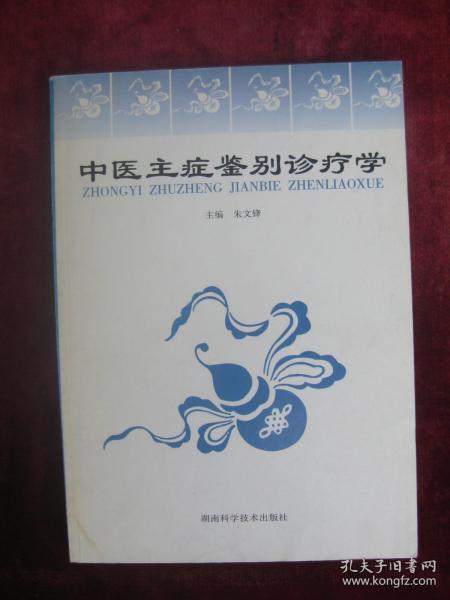 中医主症鉴别诊疗学
ZHONGYI ZHUZHENG JIANBIE ZHENLIAOXUE
主编 朱文锋
湖南科学技术出版社
孔夫子旧书网
www.kongfz.com